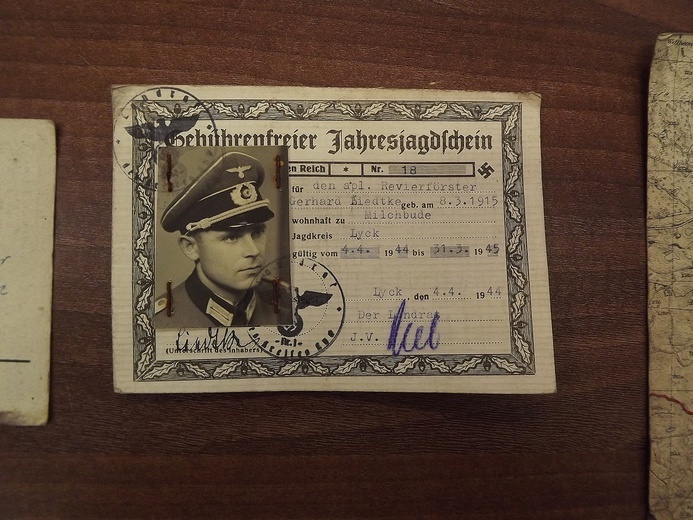 Gebührenfreier Jahresjagdschein
en Reich * Nr. 18
für den spl. Revierförster
Gerhard Liedtke geb. am 8.3.1915
wohnhaft zu Milchbude
Jagdkreis Lyck
gültig vom 4.4. 1944 bis 31.3. 1945
Lyck, den 4.4. 1944
Der Landrat
J.V.
(Unterschrift des Inhabers)